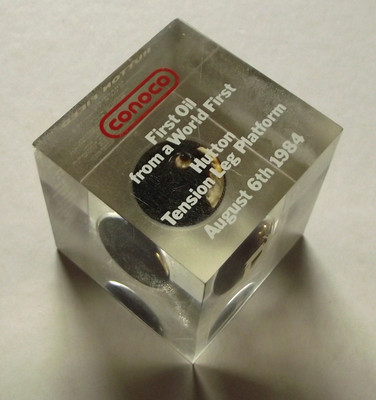 conoco
First Oil
from a World First
Hutton
Tension Leg Platform
August 6th 1984